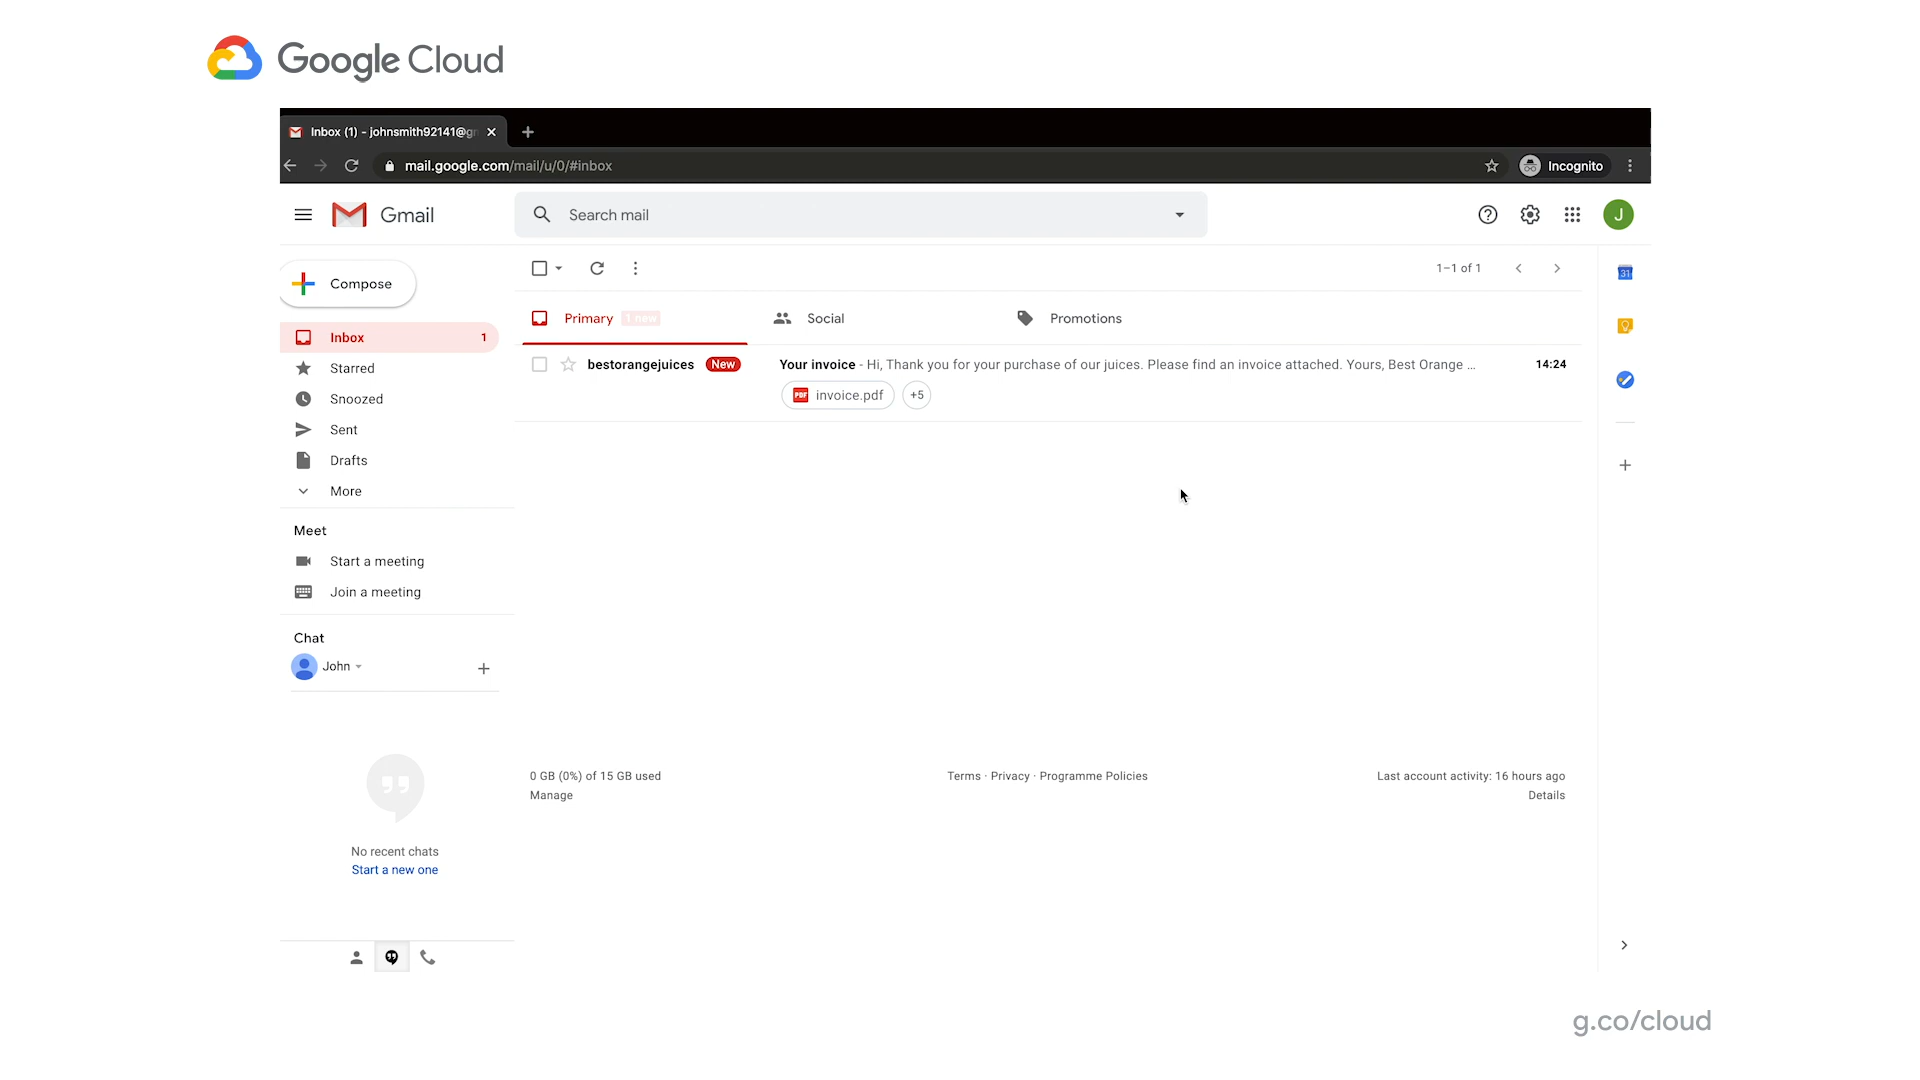 Google Cloud
Inbox (1) - johnsmith92141@gm
mail.google.com/mail/u/0/#inbox
Incognito
Gmail
Search mail
J
Compose
1–1 of 1
31
Primary 1 new
Social
Promotions
Inbox 1
Starred
Snoozed
Sent
Drafts
More
bestorangejuices New Your invoice - Hi, Thank you for your purchase of our juices. Please find an invoice attached. Yours, Best Orange ... 14:24
PDF invoice.pdf +5
Meet
Start a meeting
Join a meeting
Chat
John
0 GB (0%) of 15 GB used
Manage
Terms · Privacy · Programme Policies
Last account activity: 16 hours ago
Details
No recent chats
Start a new one
g.co/cloud